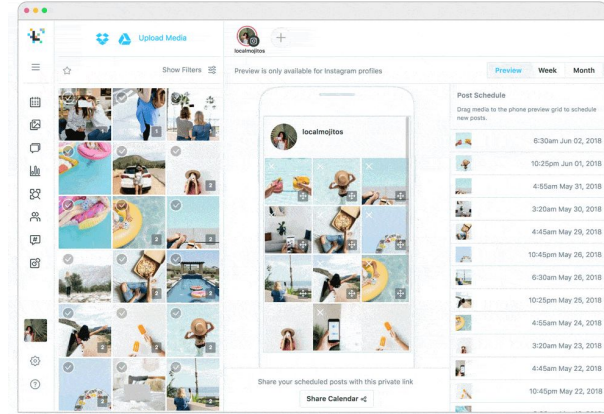 Upload Media
localmojitos
Show Filters
Preview is only available for Instagram profiles
Preview
Week
Month
localmojitos
Post Schedule
Drag media to the phone preview grid to schedule
new posts.
6:30am Jun 02, 2018
10:25pm Jun 01, 2018
4:55am May 31, 2018
3:20am May 30, 2018
4:45am May 29, 2018
10:45pm May 26, 2018
6:30am May 26, 2018
10:25pm May 25, 2018
4:55am May 24, 2018
3:20am May 23, 2018
4:45am May 22, 2018
10:45pm May 22, 2018
Share your scheduled posts with this private link
Share Calendar